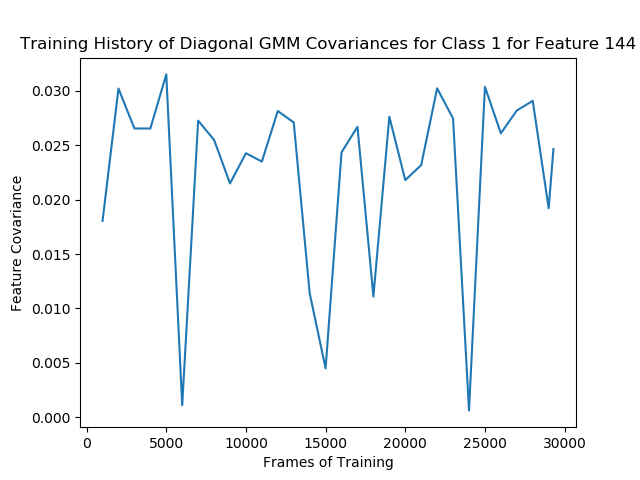 Training History of Diagonal GMM Covariances for Class 1 for Feature 144
0.030
0.025
0.020
0.015
0.010
0.005
0.000
Feature Covariance
0 5000 10000 15000 20000 25000 30000
Frames of Training